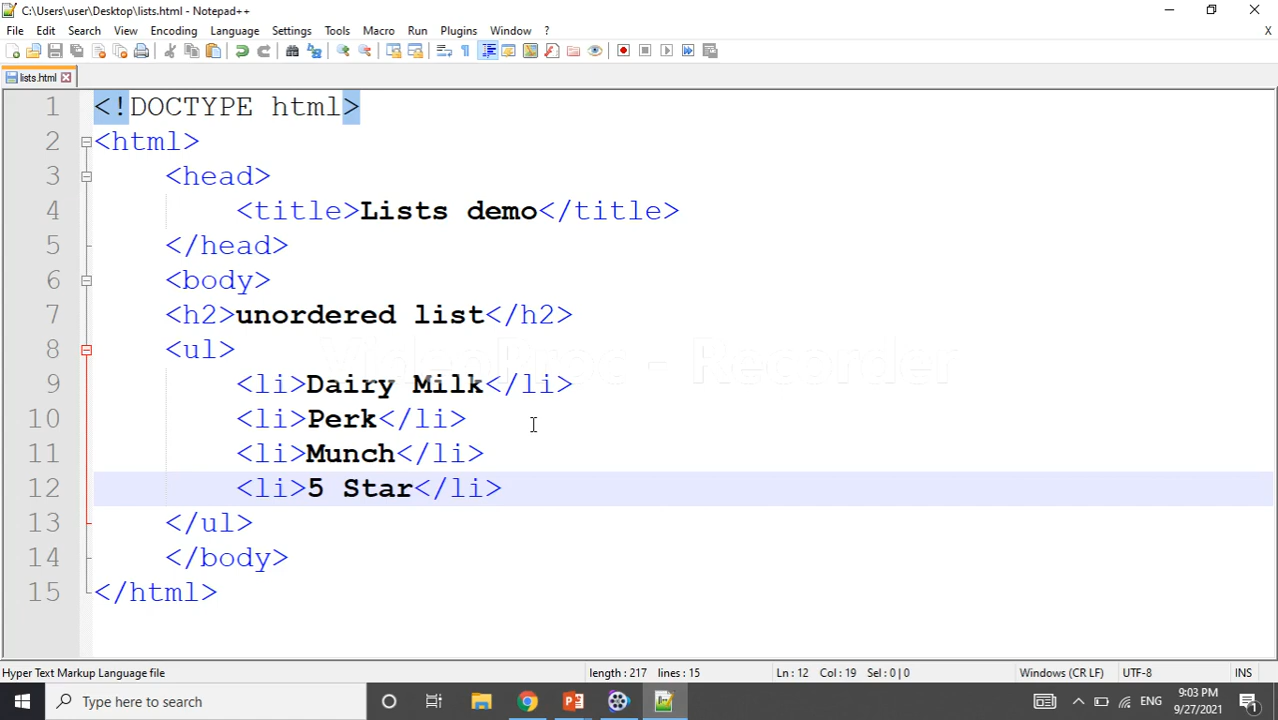 C:\Users\user\Desktop\lists.html - Notepad++
File Edit Search View Encoding Language Settings Tools Macro Run Plugins Window ? X
lists.html
1 <!DOCTYPE html>
2 <html>
3 <head>
4 <title>Lists demo</title>
5 </head>
6 <body>
7 <h2>unordered list</h2>
8 <ul>
9 <li>Dairy Milk</li>
10 <li>Perk</li>
11 <li>Munch</li>
12 <li>5 Star</li>
13 </ul>
14 </body>
15 </html>
VideoProc - Recorder
Hyper Text Markup Language file length : 217 lines : 15 Ln : 12 Col : 19 Sel : 0 | 0 Windows (CR LF) UTF-8 INS
Type here to search ENG 9:03 PM
9/27/2021 1